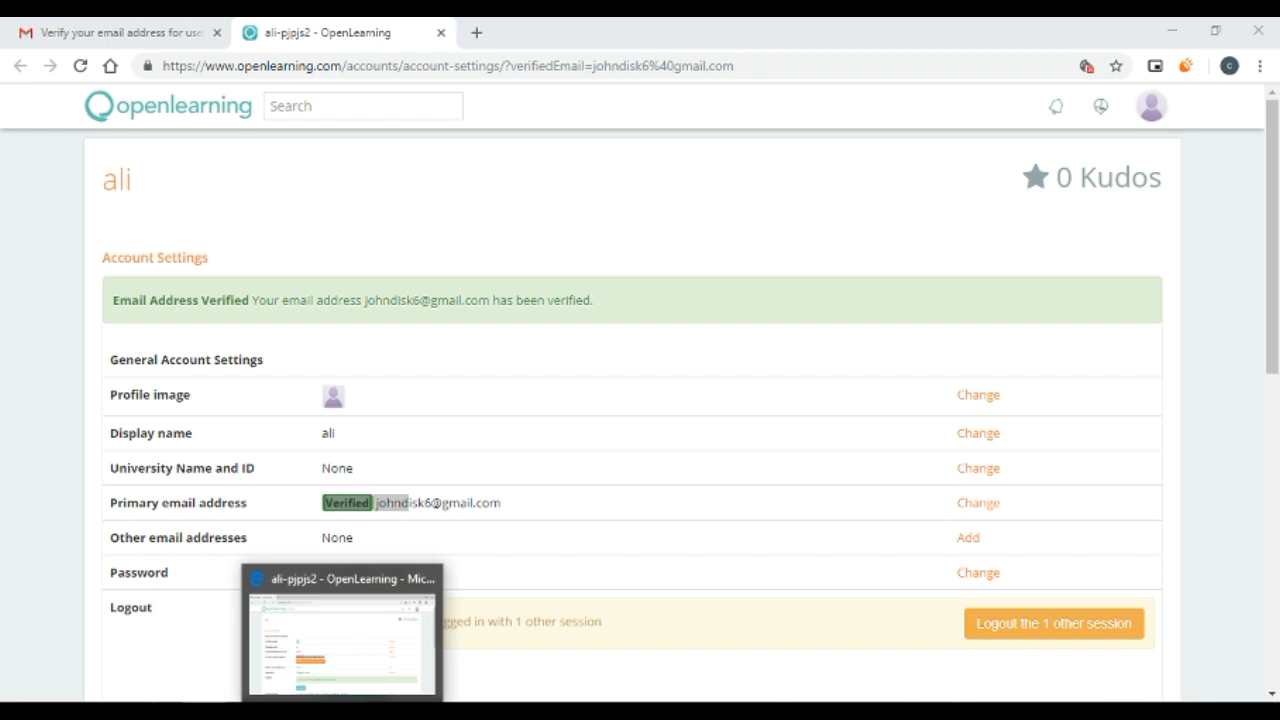 Verify your email address for use
ali-pjpjs2 - OpenLearning
https://www.openlearning.com/accounts/account-settings/?verifiedEmail=johndisk6%40gmail.com
C
openlearning
Search
ali
0 Kudos
Account Settings
Email Address Verified Your email address johndisk6@gmail.com has been verified.
General Account Settings
Profile image
Change
Display name
ali
Change
University Name and ID
None
Change
Primary email address
Verified johndisk6@gmail.com
Change
Other email addresses
None
Add
Password
Change
ali-pjpjs2 - OpenLearning - Mic...
Logout
gged in with 1 other session
Logout the 1 other session